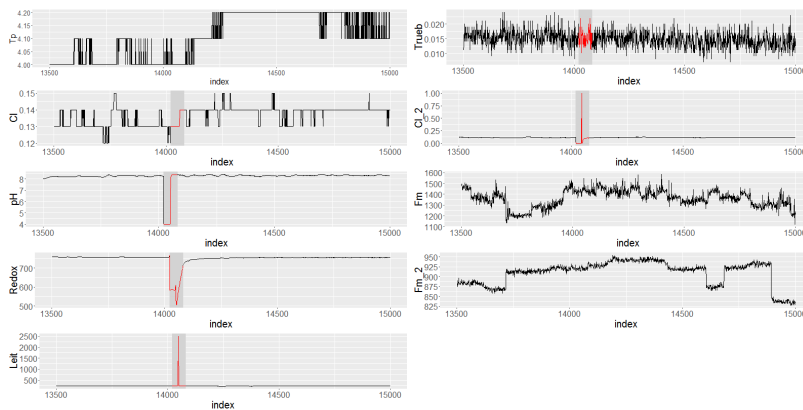 Tp
4.20
4.15
4.10
4.05
4.00
13500 14000 14500 15000
index
Trueb
0.020
0.015
0.010
13500 14000 14500 15000
index
Cl
0.15
0.14
0.13
0.12
13500 14000 14500 15000
index
Cl_2
1.00
0.75
0.50
0.25
0.00
13500 14000 14500 15000
index
pH
8
7
6
5
4
13500 14000 14500 15000
index
Fm
1600
1500
1400
1300
1200
1100
13500 14000 14500 15000
index
Redox
700
600
500
13500 14000 14500 15000
index
Fm_2
950
925
900
875
850
825
13500 14000 14500 15000
index
Leit
2500
2000
1500
1000
500
13500 14000 14500 15000
index